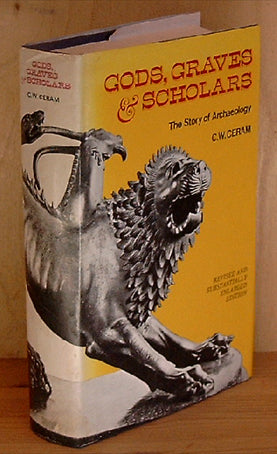 GODS,
GRAVES
& SCHOLARS
C.W. CERAM
GODS, GRAVES
& SCHOLARS
The Story of Archaeology
C.W. CERAM
REVISED AND
SUBSTANTIALLY
ENLARGED
EDITION